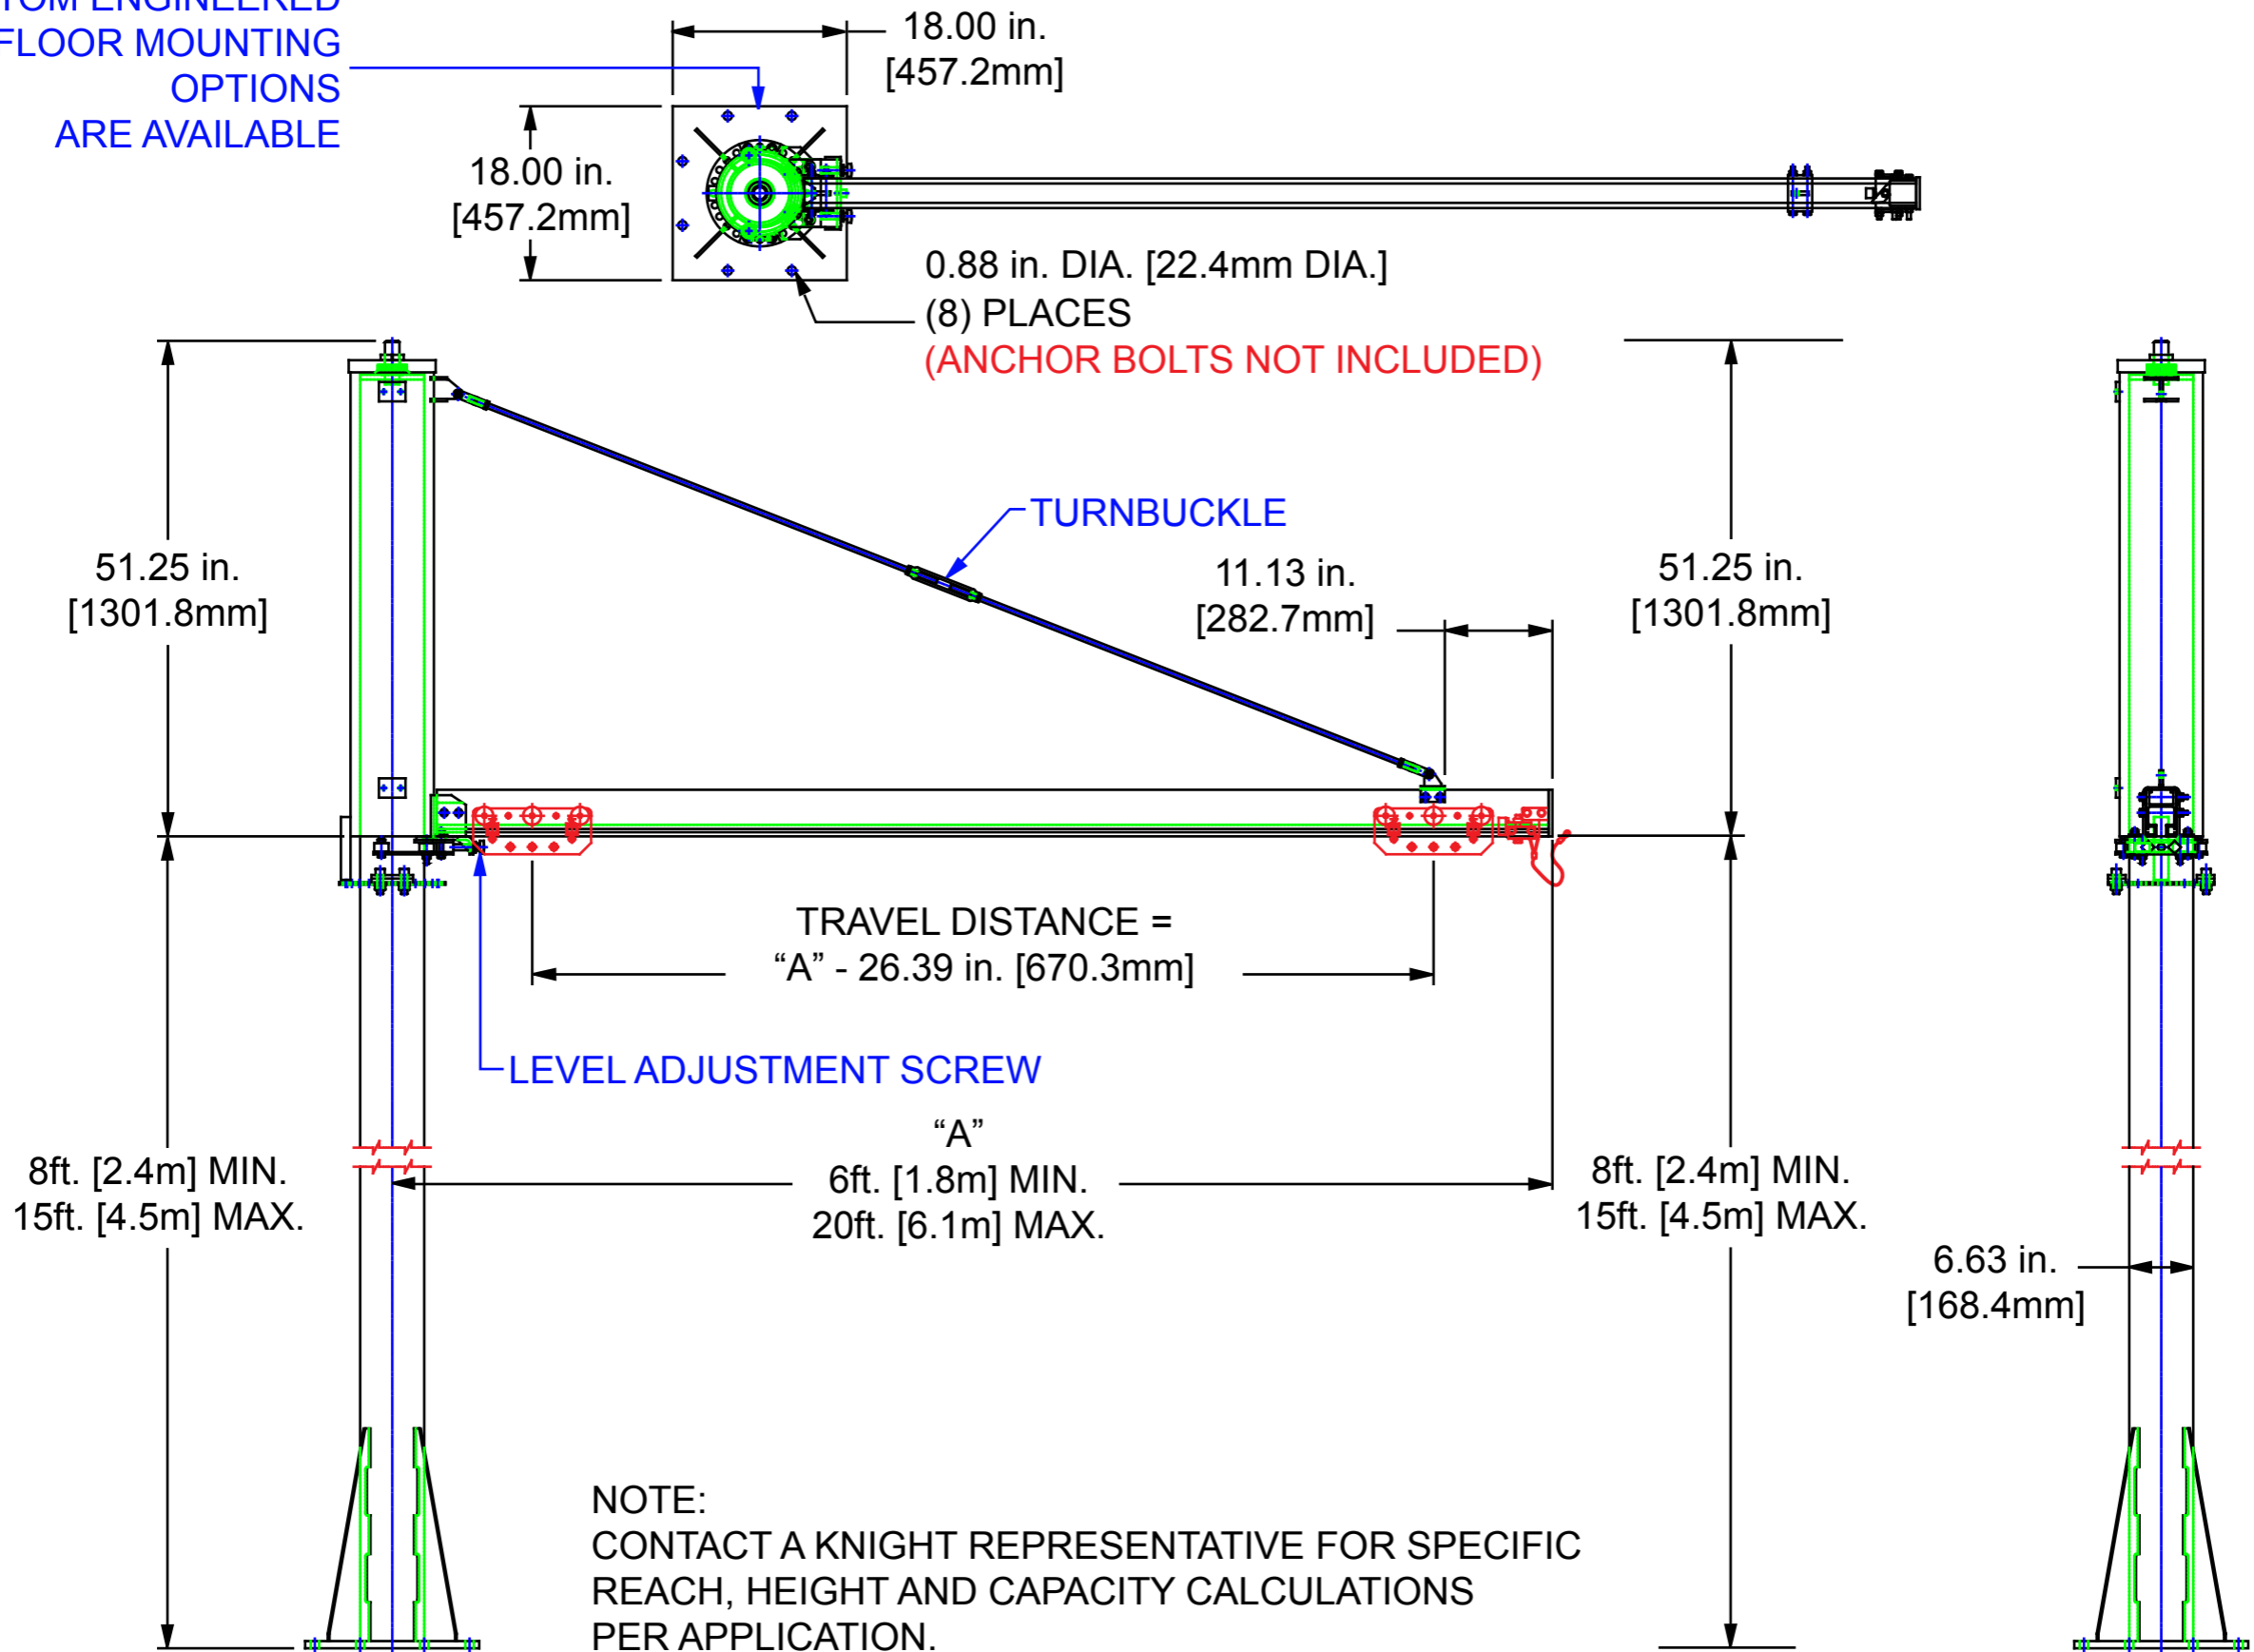 FLOOR MOUNTING
OPTIONS
ARE AVAILABLE
18.00 in.
[457.2mm]
18.00 in.
[457.2mm]
0.88 in. DIA. [22.4mm DIA.]
(8) PLACES
(ANCHOR BOLTS NOT INCLUDED)
TURNBUCKLE
51.25 in.
[1301.8mm]
11.13 in.
[282.7mm]
51.25 in.
[1301.8mm]
TRAVEL DISTANCE =
“A” - 26.39 in. [670.3mm]
LEVEL ADJUSTMENT SCREW
“A”
6ft. [1.8m] MIN.
20ft. [6.1m] MAX.
8ft. [2.4m] MIN.
15ft. [4.5m] MAX.
8ft. [2.4m] MIN.
15ft. [4.5m] MAX.
6.63 in.
[168.4mm]
NOTE:
CONTACT A KNIGHT REPRESENTATIVE FOR SPECIFIC
REACH, HEIGHT AND CAPACITY CALCULATIONS
PER APPLICATION.